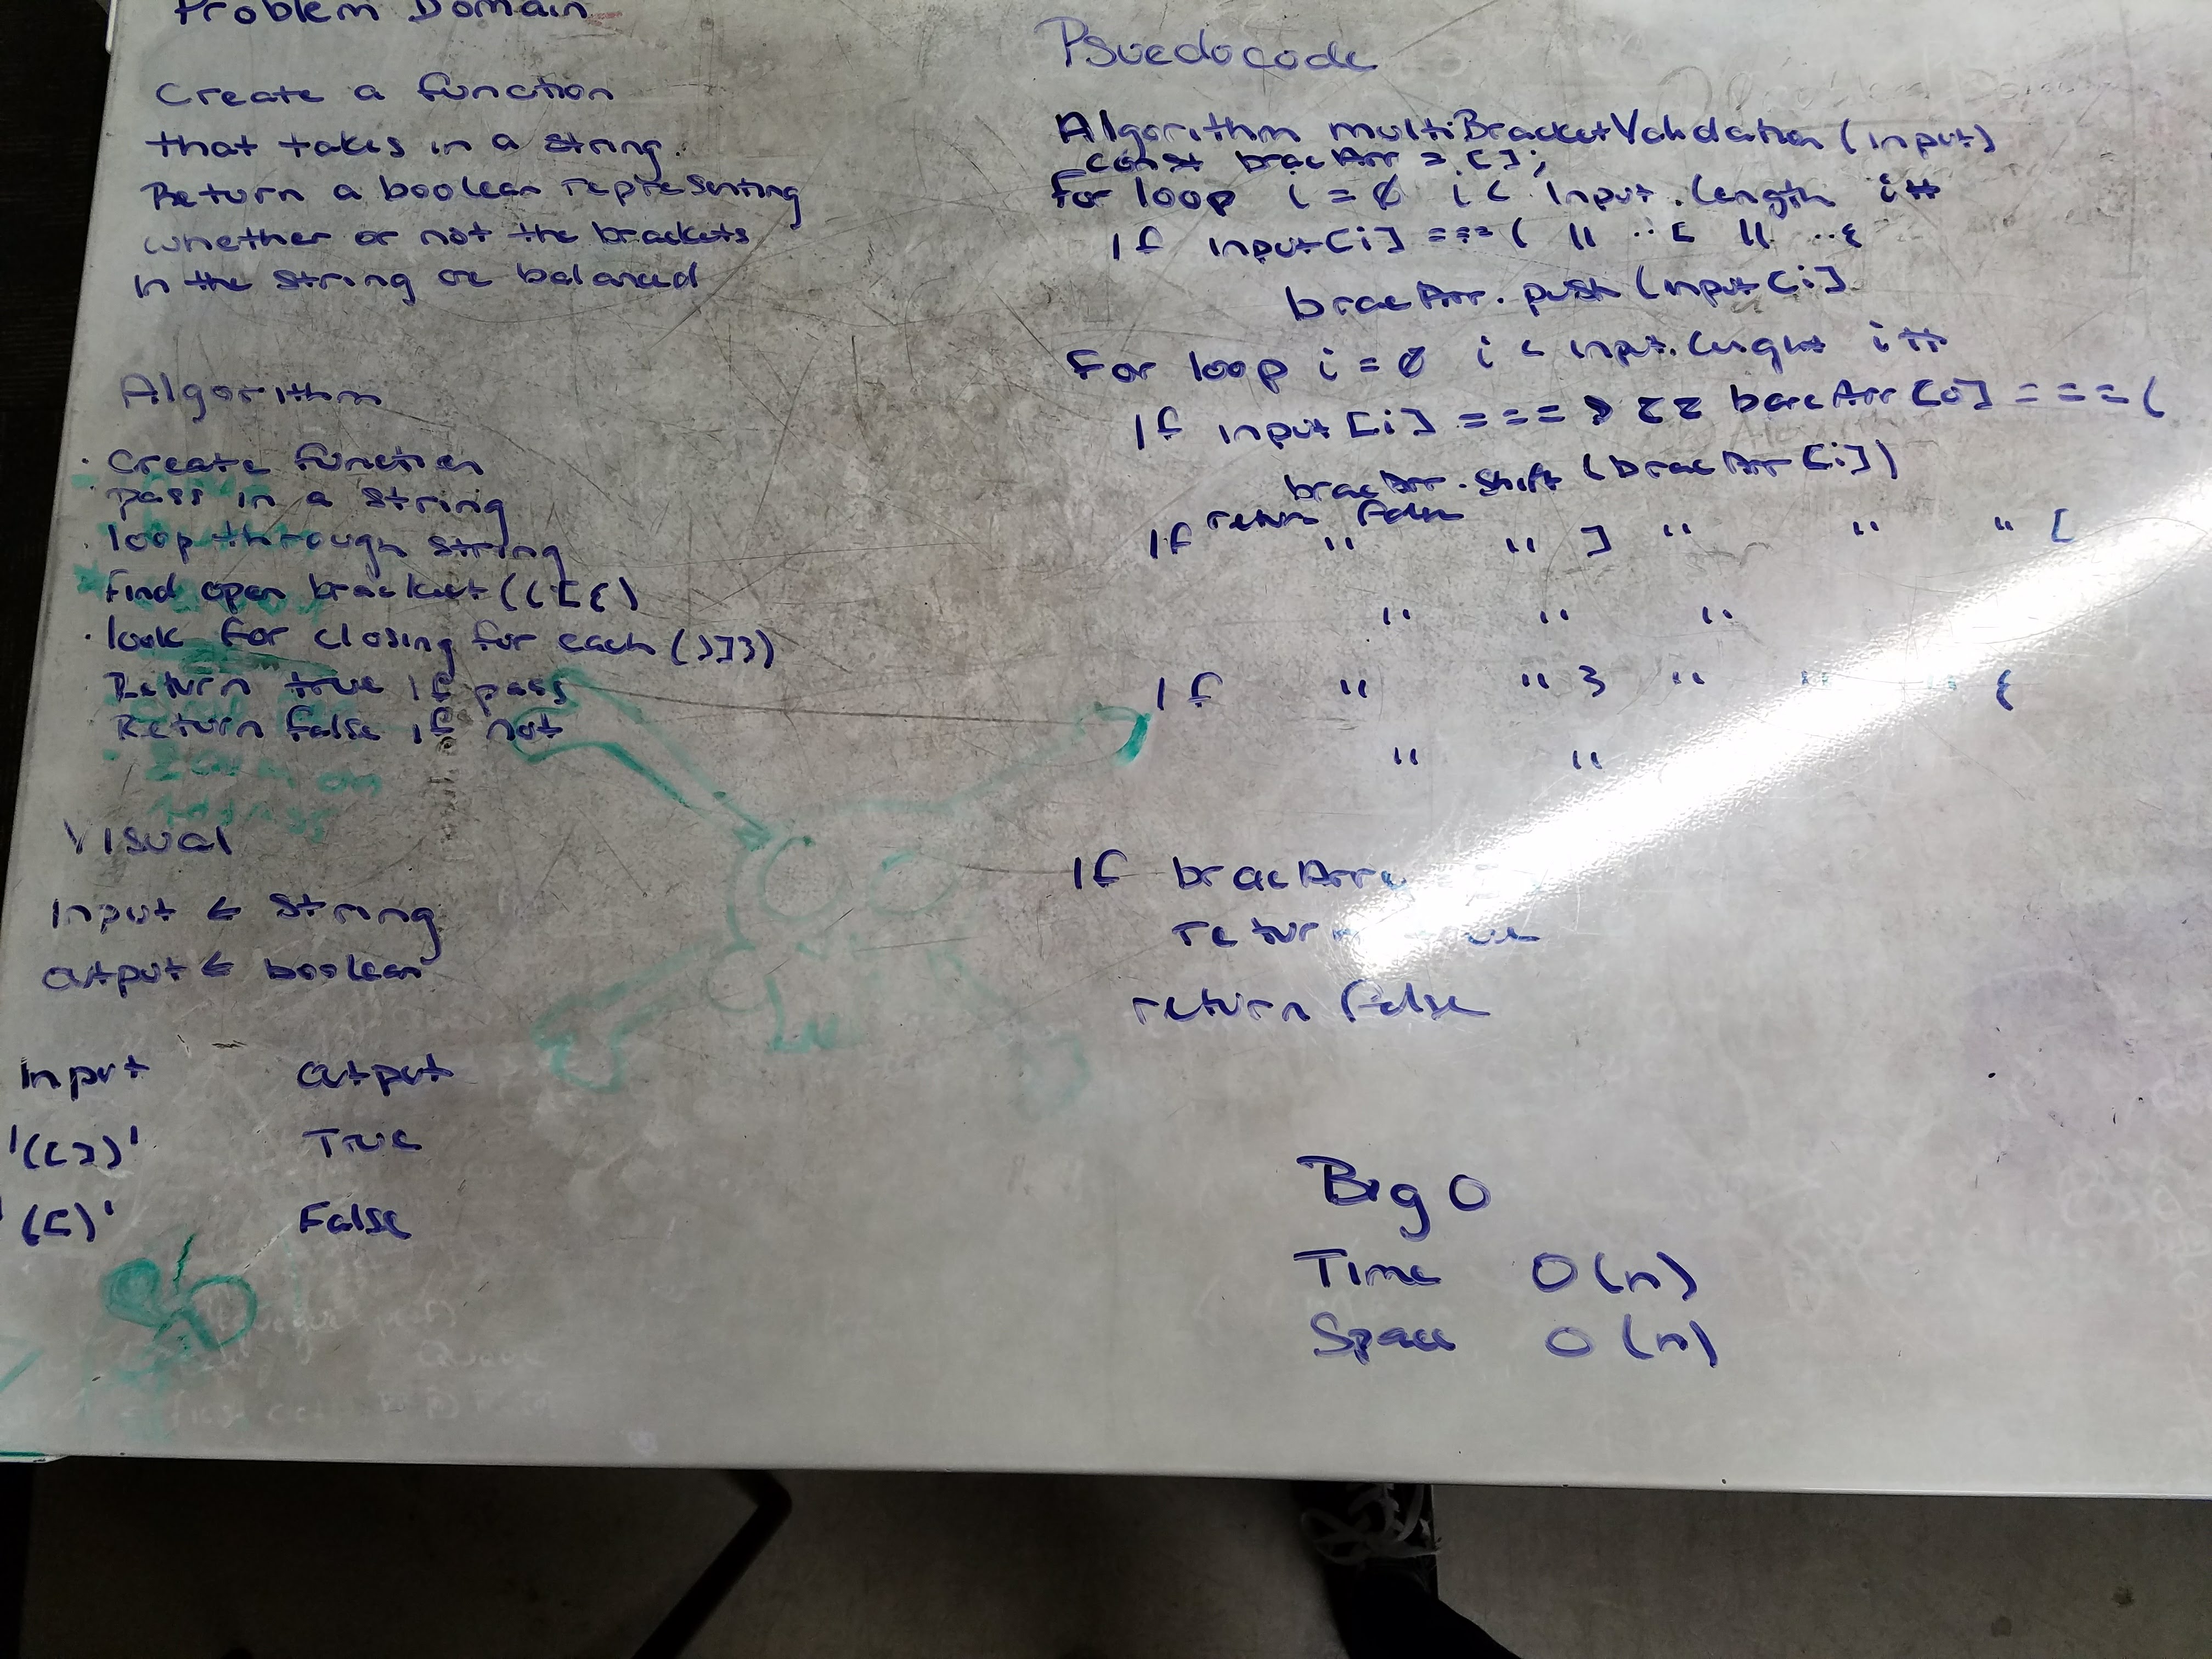 Problem Domain
Create a function
that takes in a string.
Return a boolean representing
whether or not the brackets
in the string are balanced
Algorithm
· Create function
· pass in a string
· loop through string
· find open bracket (([{)
· look for closing for each ()]})
Return true if pass
Return false if not
Visual
Input ← String
output ← boolean
Input output
'([])' True
'([)' False
Psuedocode
Algorithm multiBracketValidation (input)
const bracArr = [];
For loop i = 0 i < input.length i++
If input[i] === ( || ..[ || ..{
bracArr.push(input[i]
For loop i = 0 i < input.lenght i++
If input[i] === ) && bracArr[0] === (
bracArr.shift (bracArr[i])
return false
If " " ] " " " [
" " "
If " " } " " " {
" "
If bracArr
return
return false
Big O
Time O(n)
Space O(n)